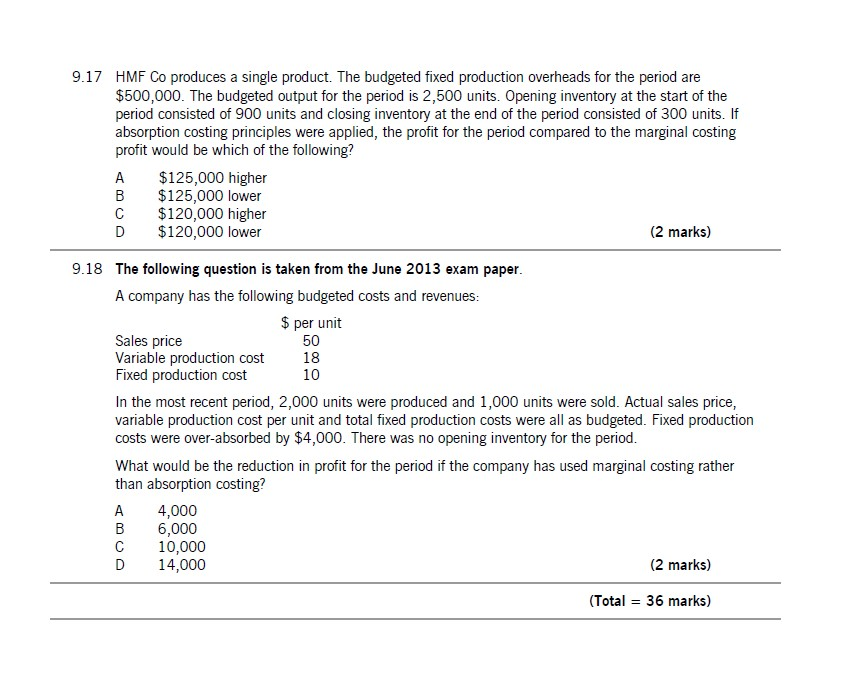 9.17 HMF Co produces a single product. The budgeted fixed production overheads for the period are
$500,000. The budgeted output for the period is 2,500 units. Opening inventory at the start of the
period consisted of 900 units and closing inventory at the end of the period consisted of 300 units. If
absorption costing principles were applied, the profit for the period compared to the marginal costing
profit would be which of the following?
A $125,000 higher
B $125,000 lower
C $120,000 higher
D $120,000 lower (2 marks)
9.18 The following question is taken from the June 2013 exam paper.
A company has the following budgeted costs and revenues:
$ per unit
Sales price 50
Variable production cost 18
Fixed production cost 10
In the most recent period, 2,000 units were produced and 1,000 units were sold. Actual sales price,
variable production cost per unit and total fixed production costs were all as budgeted. Fixed production
costs were over-absorbed by $4,000. There was no opening inventory for the period.
What would be the reduction in profit for the period if the company has used marginal costing rather
than absorption costing?
A 4,000
B 6,000
C 10,000
D 14,000 (2 marks)
(Total = 36 marks)